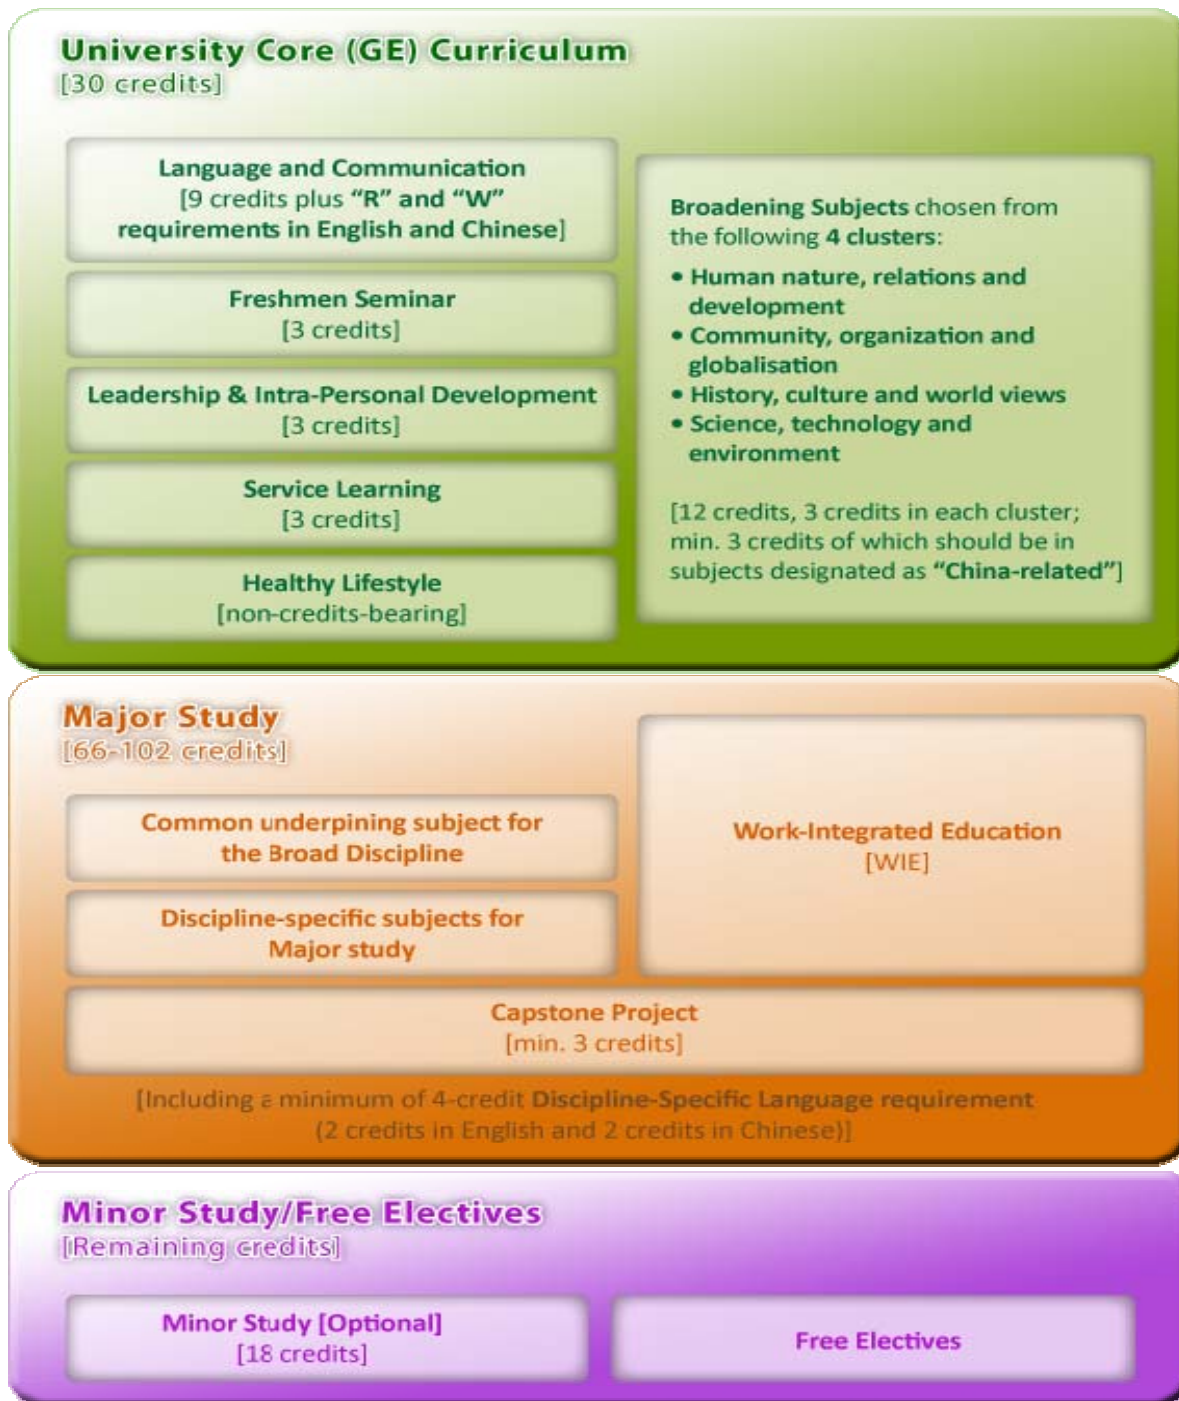 University Core (GE) Curriculum
[30 credits]
Language and Communication
[9 credits plus “R” and “W”
requirements in English and Chinese]
Freshmen Seminar
[3 credits]
Leadership & Intra-Personal Development
[3 credits]
Service Learning
[3 credits]
Healthy Lifestyle
[non-credits-bearing]
Broadening Subjects chosen from
the following 4 clusters:
• Human nature, relations and
development
• Community, organization and
globalisation
• History, culture and world views
• Science, technology and
environment
[12 credits, 3 credits in each cluster;
min. 3 credits of which should be in
subjects designated as “China-related”]
Major Study
[66-102 credits]
Common underpining subject for
the Broad Discipline
Discipline-specific subjects for
Major study
Work-Integrated Education
[WIE]
Capstone Project
[min. 3 credits]
[Including a minimum of 4-credit Discipline-Specific Language requirement
(2 credits in English and 2 credits in Chinese)]
Minor Study/Free Electives
[Remaining credits]
Minor Study [Optional]
[18 credits]
Free Electives